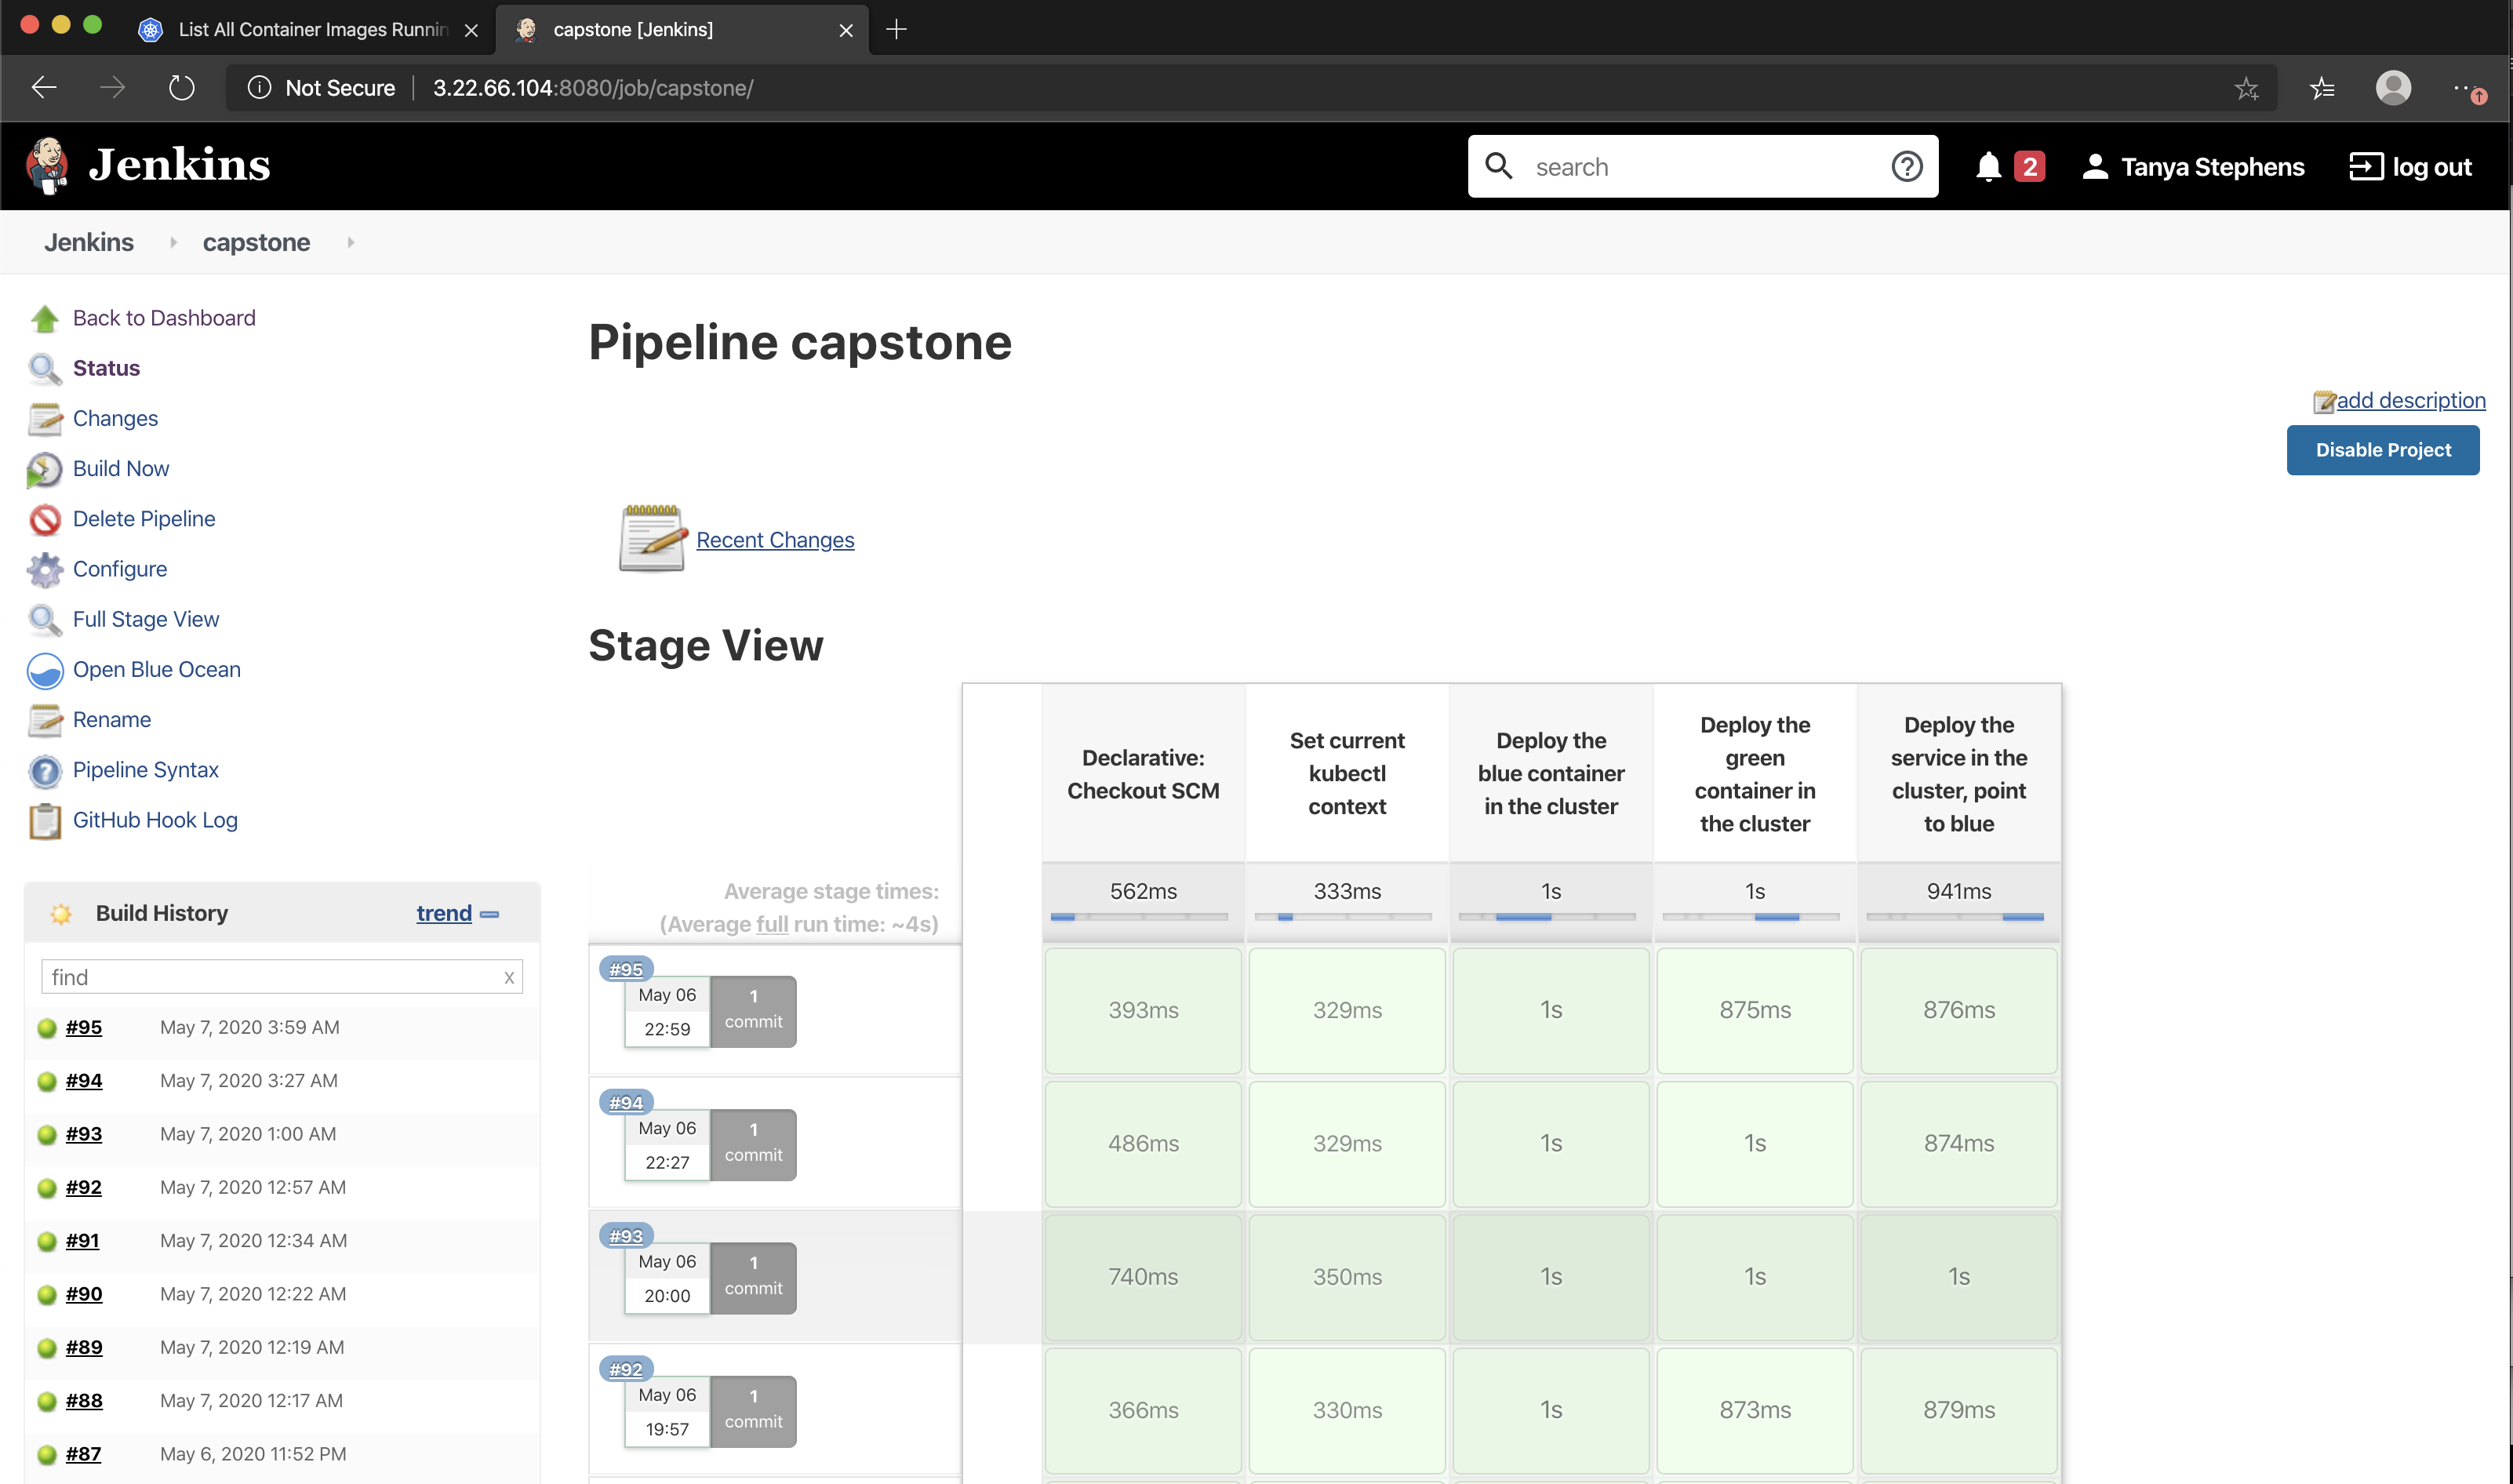 List All Container Images Runnin
capstone [Jenkins]
Not Secure
3.22.66.104:8080/job/capstone/
Jenkins
search
2
Tanya Stephens
log out
Jenkins
capstone
Back to Dashboard
Status
Changes
Build Now
Delete Pipeline
Configure
Full Stage View
Open Blue Ocean
Rename
Pipeline Syntax
GitHub Hook Log
Build History
trend
find
x
#95 May 7, 2020 3:59 AM
#94 May 7, 2020 3:27 AM
#93 May 7, 2020 1:00 AM
#92 May 7, 2020 12:57 AM
#91 May 7, 2020 12:34 AM
#90 May 7, 2020 12:22 AM
#89 May 7, 2020 12:19 AM
#88 May 7, 2020 12:17 AM
#87 May 6, 2020 11:52 PM
Pipeline capstone
add description
Disable Project
Recent Changes
Stage View
Declarative:
Checkout SCM
Set current
kubectl
context
Deploy the
blue container
in the cluster
Deploy the
green
container in
the cluster
Deploy the
service in the
cluster, point
to blue
Average stage times:
(Average full run time: ~4s)
562ms 333ms 1s 1s 941ms
#95
May 06
22:59
1
commit
393ms 329ms 1s 875ms 876ms
#94
May 06
22:27
1
commit
486ms 329ms 1s 1s 874ms
#93
May 06
20:00
1
commit
740ms 350ms 1s 1s 1s
#92
May 06
19:57
1
commit
366ms 330ms 1s 873ms 879ms